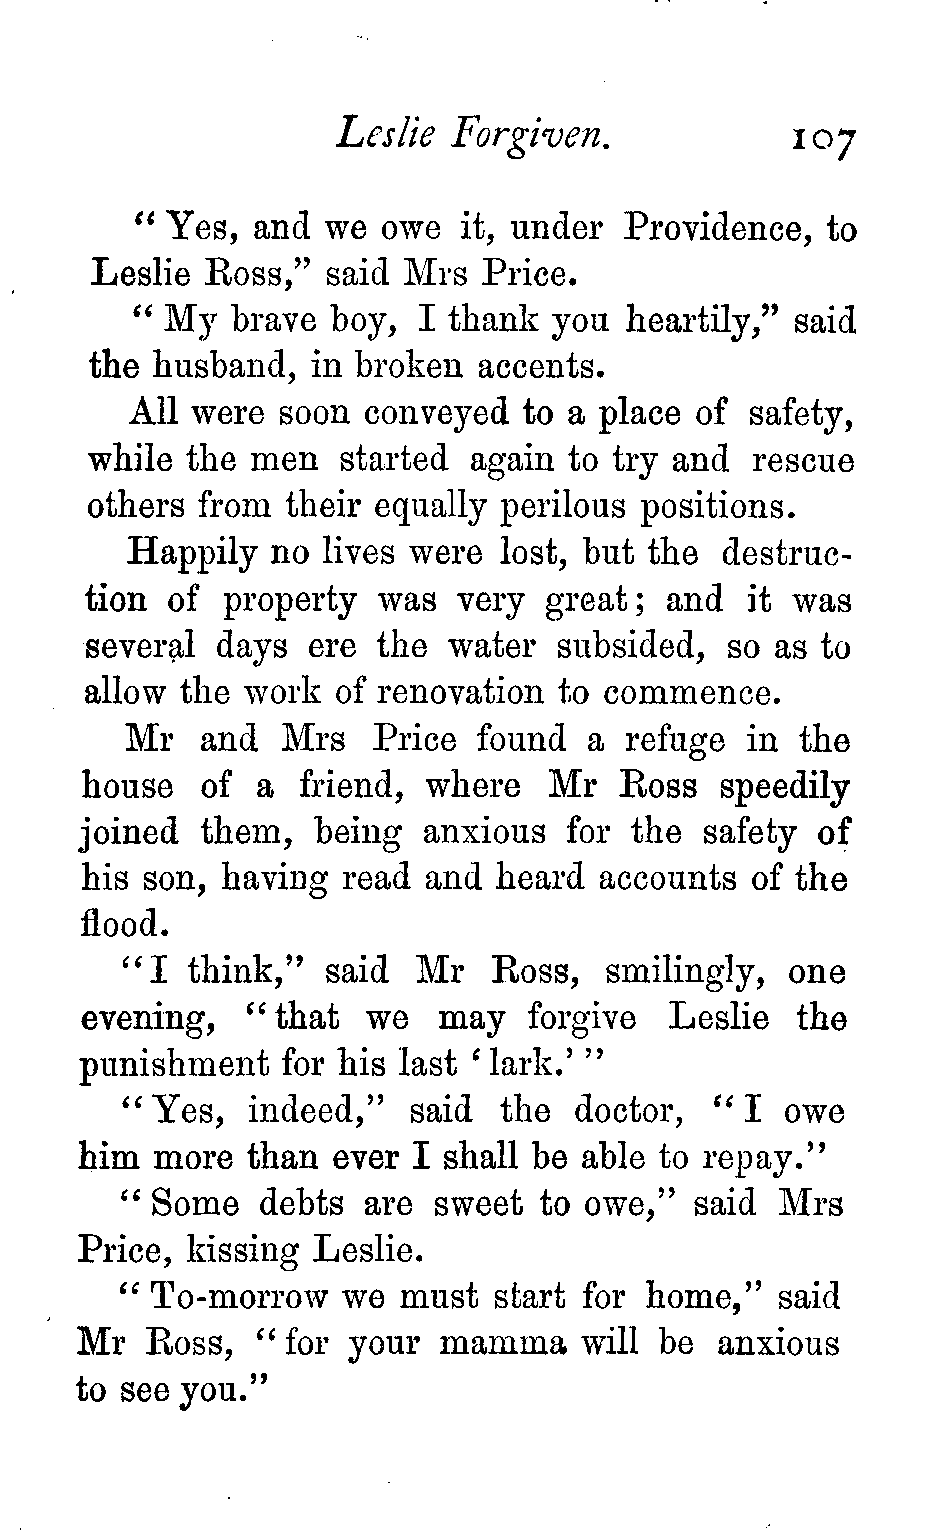 Leslie Forgiven. 107
“ Yes, and we owe it, under Providence, to
Leslie Ross,” said Mrs Price.
“ My brave boy, I thank you heartily,” said
the husband, in broken accents.
All were soon conveyed to a place of safety,
while the men started again to try and rescue
others from their equally perilous positions.
Happily no lives were lost, but the destruc-
tion of property was very great; and it was
several days ere the water subsided, so as to
allow the work of renovation to commence.
Mr and Mrs Price found a refuge in the
house of a friend, where Mr Ross speedily
joined them, being anxious for the safety of
his son, having read and heard accounts of the
flood.
“I think,” said Mr Ross, smilingly, one
evening, “that we may forgive Leslie the
punishment for his last ‘lark.’ ”
“Yes, indeed,” said the doctor, “I owe
him more than ever I shall be able to repay.”
“Some debts are sweet to owe,” said Mrs
Price, kissing Leslie.
“To-morrow we must start for home,” said
Mr Ross, “for your mamma will be anxious
to see you.”